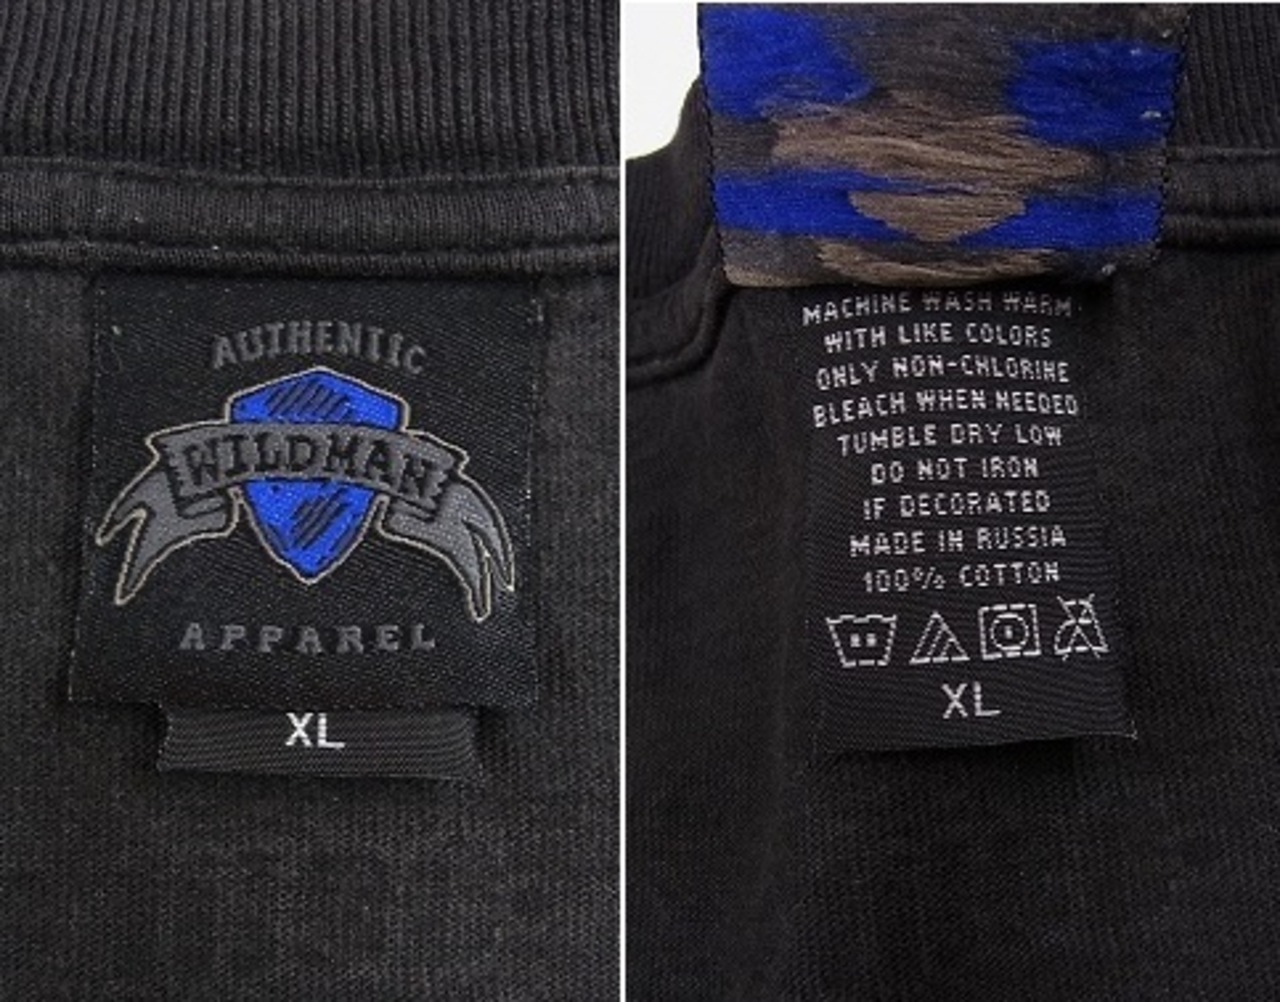 AUTHENTIC
WILDMAN
APPAREL
XL
MACHINE WASH WARM
WITH LIKE COLORS
ONLY NON-CHLORINE
BLEACH WHEN NEEDED
TUMBLE DRY LOW
DO NOT IRON
IF DECORATED
MADE IN RUSSIA
100% COTTON
XL